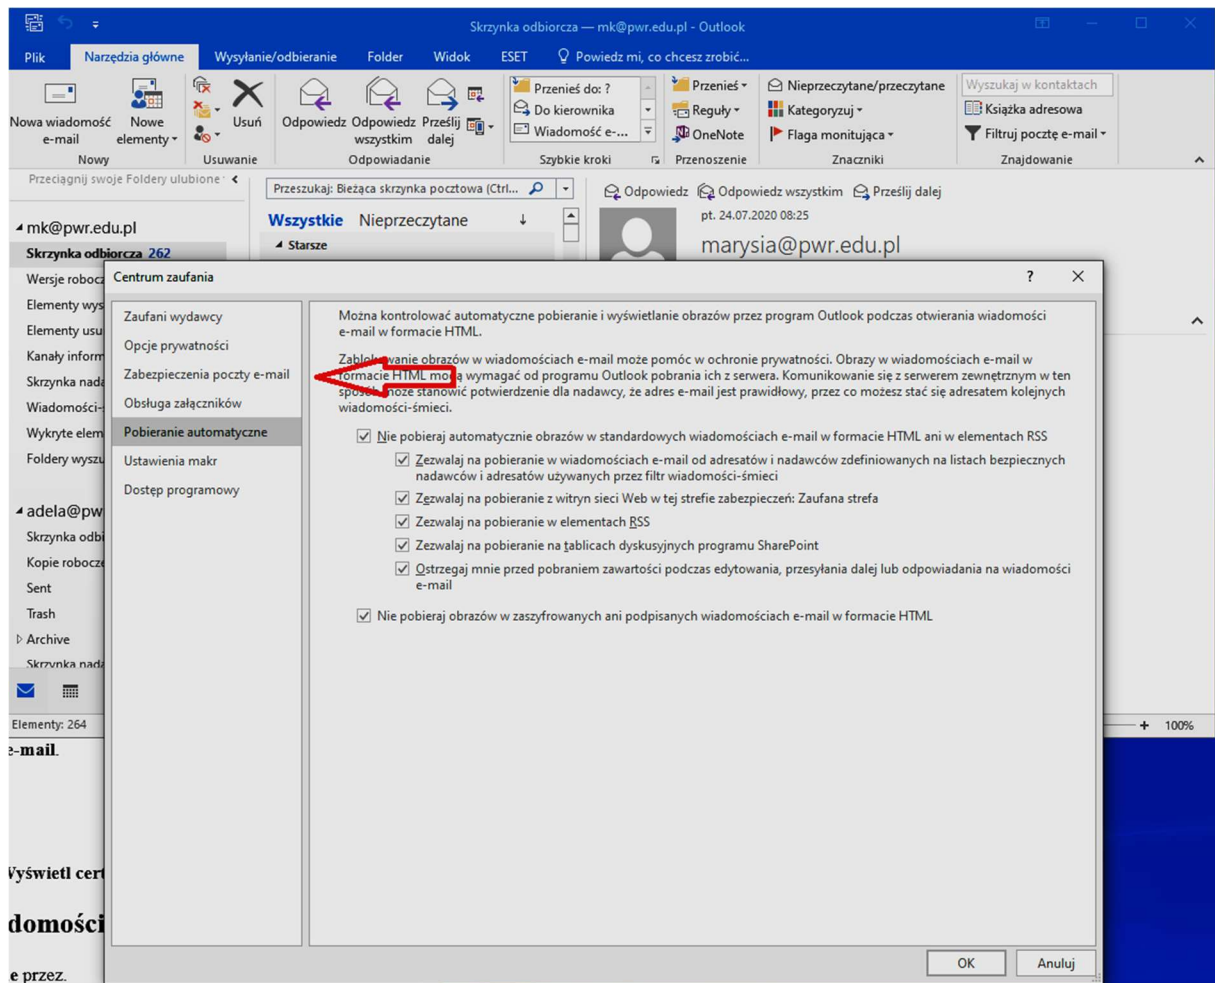 Skrzynka odbiorcza — mk@pwr.edu.pl - Outlook
Plik Narzędzia główne Wysyłanie/odbieranie Folder Widok ESET Powiedz mi, co chcesz zrobić...
Nowa wiadomość e-mail
Nowe elementy
Nowy
Usuń
Usuwanie
Odpowiedz
Odpowiedz wszystkim
Prześlij dalej
Odpowiadanie
Przenieś do: ?
Do kierownika
Wiadomość e-...
Szybkie kroki
Przenieś
Reguły
OneNote
Przenoszenie
Nieprzeczytane/przeczytane
Kategoryzuj
Flaga monitująca
Znaczniki
Wyszukaj w kontaktach
Książka adresowa
Filtruj pocztę e-mail
Znajdowanie
Przeciągnij swoje Foldery ulubione
mk@pwr.edu.pl
Skrzynka odbiorcza 262
Wersje robocz
Elementy wys
Elementy usu
Kanały inform
Skrzynka nada
Wiadomości-
Wykryte elem
Foldery wyszu
adela@pw
Skrzynka odbi
Kopie robocze
Sent
Trash
Archive
Skrzynka nada
Elementy: 264
Przeszukaj: Bieżąca skrzynka pocztowa (Ctrl...
Wszystkie Nieprzeczytane
Starsze
Odpowiedz Odpowiedz wszystkim Prześlij dalej
pt. 24.07.2020 08:25
marysia@pwr.edu.pl
Centrum zaufania ?
Zaufani wydawcy
Opcje prywatności
Zabezpieczenia poczty e-mail
Obsługa załączników
Pobieranie automatyczne
Ustawienia makr
Dostęp programowy
Można kontrolować automatyczne pobieranie i wyświetlanie obrazów przez program Outlook podczas otwierania wiadomości
e-mail w formacie HTML.
Zablokowanie obrazów w wiadomościach e-mail może pomóc w ochronie prywatności. Obrazy w wiadomościach e-mail w
formacie HTML mogą wymagać od programu Outlook pobrania ich z serwera. Komunikowanie się z serwerem zewnętrznym w ten
sposób może stanowić potwierdzenie dla nadawcy, że adres e-mail jest prawidłowy, przez co możesz stać się adresatem kolejnych
wiadomości-śmieci.
Nie pobieraj automatycznie obrazów w standardowych wiadomościach e-mail w formacie HTML ani w elementach RSS
Zezwalaj na pobieranie w wiadomościach e-mail od adresatów i nadawców zdefiniowanych na listach bezpiecznych
nadawców i adresatów używanych przez filtr wiadomości-śmieci
Zezwalaj na pobieranie z witryn sieci Web w tej strefie zabezpieczeń: Zaufana strefa
Zezwalaj na pobieranie w elementach RSS
Zezwalaj na pobieranie na tablicach dyskusyjnych programu SharePoint
Ostrzegaj mnie przed pobraniem zawartości podczas edytowania, przesyłania dalej lub odpowiadania na wiadomości
e-mail
Nie pobieraj obrazów w zaszyfrowanych ani podpisanych wiadomościach e-mail w formacie HTML
OK Anuluj
100%
e-mail.
Wyświetl cert
domości
e przez.